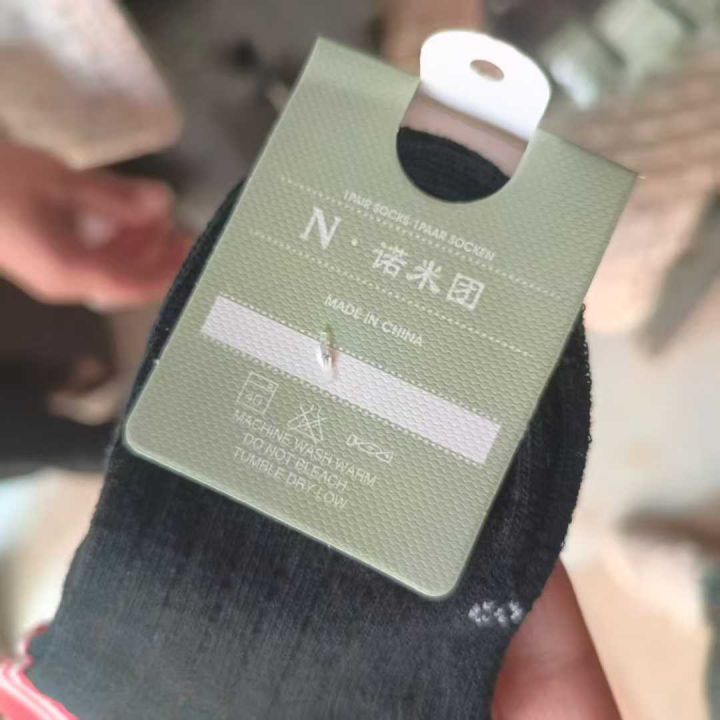 1PAIR SOCKS 1PAAR SOCKEN
N·诺米团
MADE IN CHINA
40
MACHINE WASH WARM
DO NOT BLEACH
TUMBLE DRY LOW